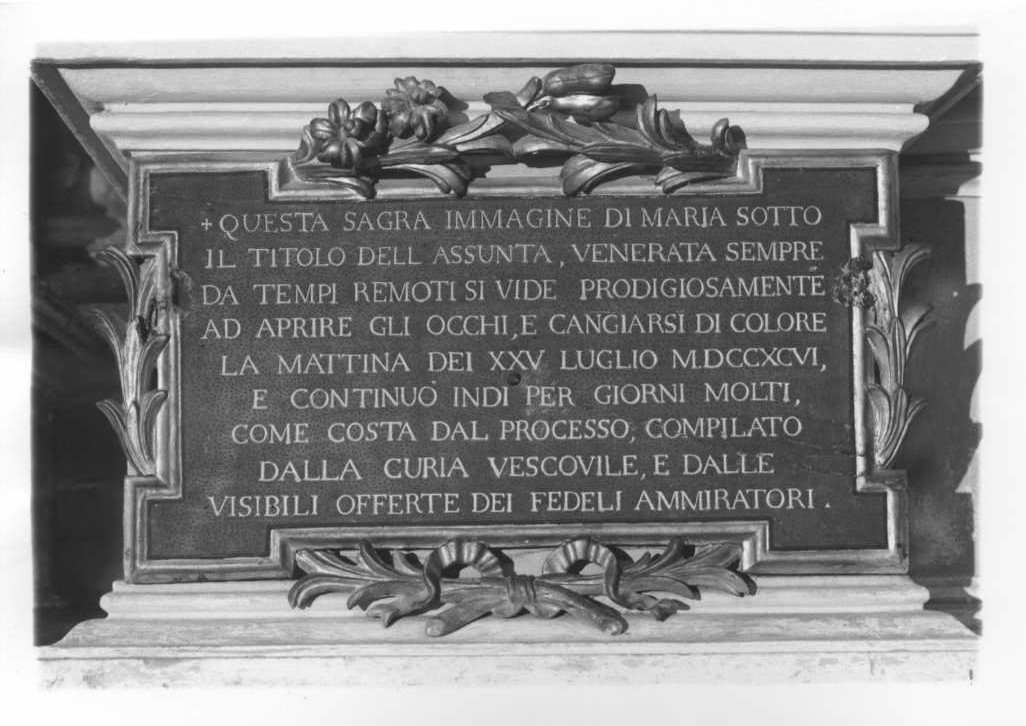 + QUESTA SAGRA IMMAGINE DI MARIA SOTTO
IL TITOLO DELL ASSUNTA, VENERATA SEMPRE
DA TEMPI REMOTI SI VIDE PRODIGIOSAMENTE
AD APRIRE GLI OCCHI, E CANGIARSI DI COLORE
LA MATTINA DEI XXV LUGLIO M.DCCXCVI,
E CONTINUÒ INDI PER GIORNI MOLTI,
COME COSTA DAL PROCESSO, COMPILATO
DALLA CURIA VESCOVILE, E DALLE
VISIBILI OFFERTE DEI FEDELI AMMIRATORI.